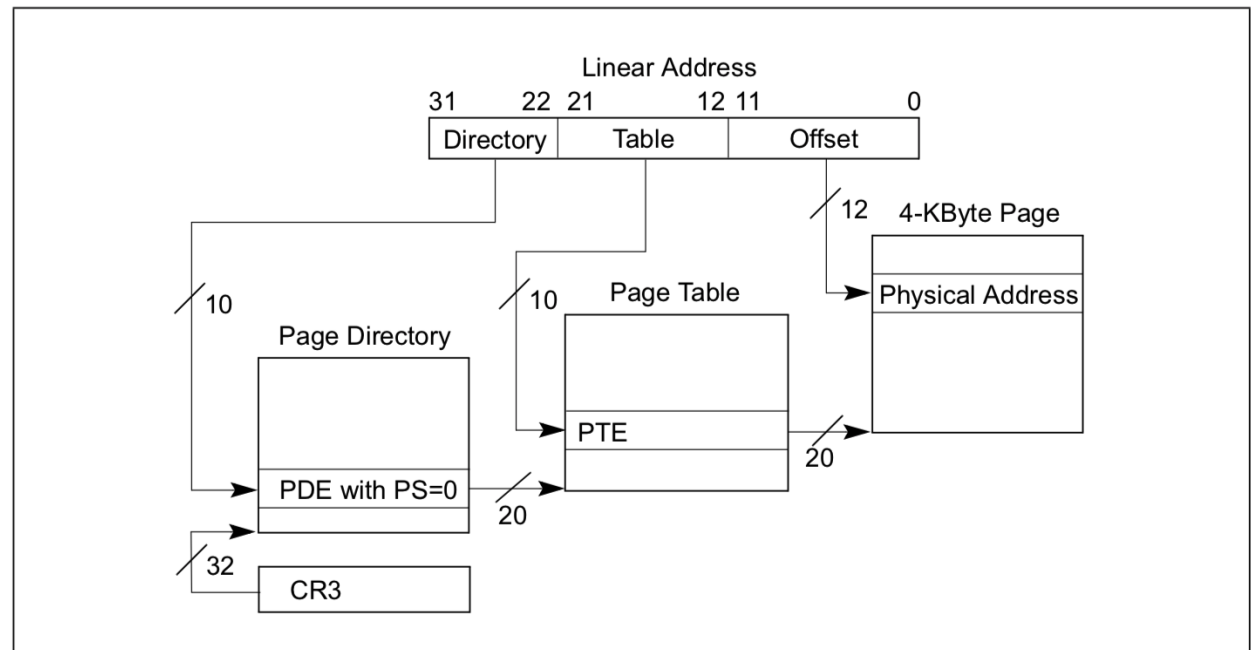 Linear Address
31 22 21 12 11 0
Directory Table Offset
12
4-KByte Page
10
10
Page Table
Physical Address
Page Directory
PTE
20
PDE with PS=0
20
32
CR3